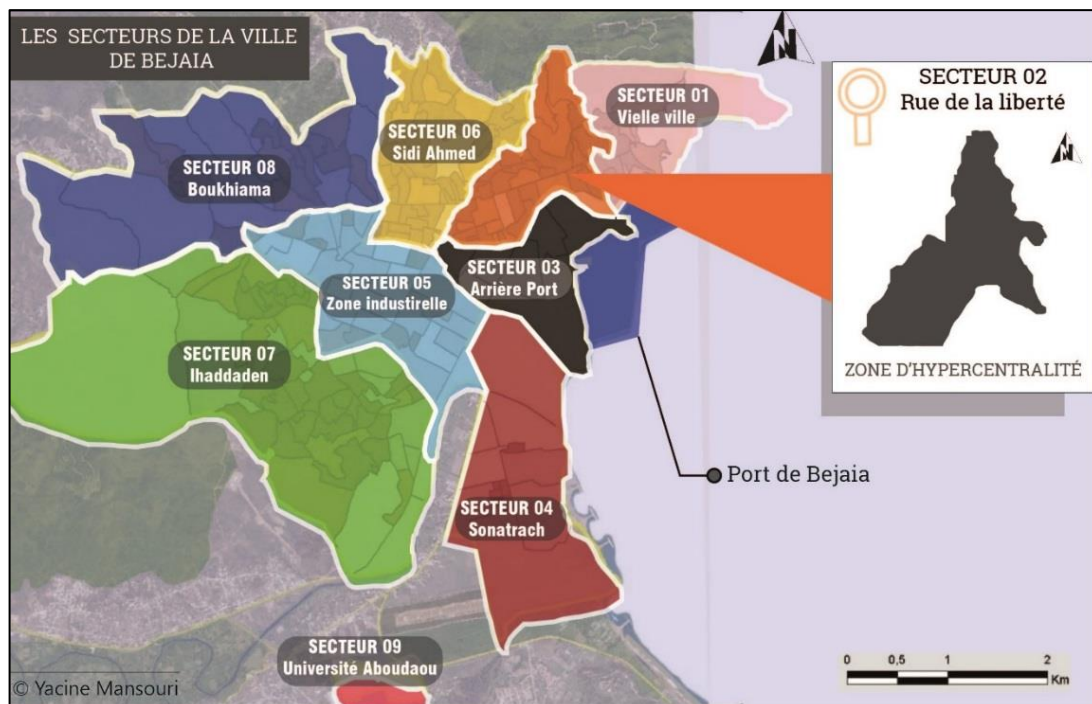 LES SECTEURS DE LA VILLE
DE BEJAIA
N
SECTEUR 01
Vielle ville
SECTEUR 02
Rue de la liberté
ZONE D'HYPERCENTRALITÉ
SECTEUR 06
Sidi Ahmed
SECTEUR 08
Boukhiama
SECTEUR 03
Arrière Port
SECTEUR 05
Zone industirelle
SECTEUR 07
Ihaddaden
Port de Bejaia
SECTEUR 04
Sonatrach
SECTEUR 09
Université Aboudaou
© Yacine Mansouri
0 0,5 1 2
Km